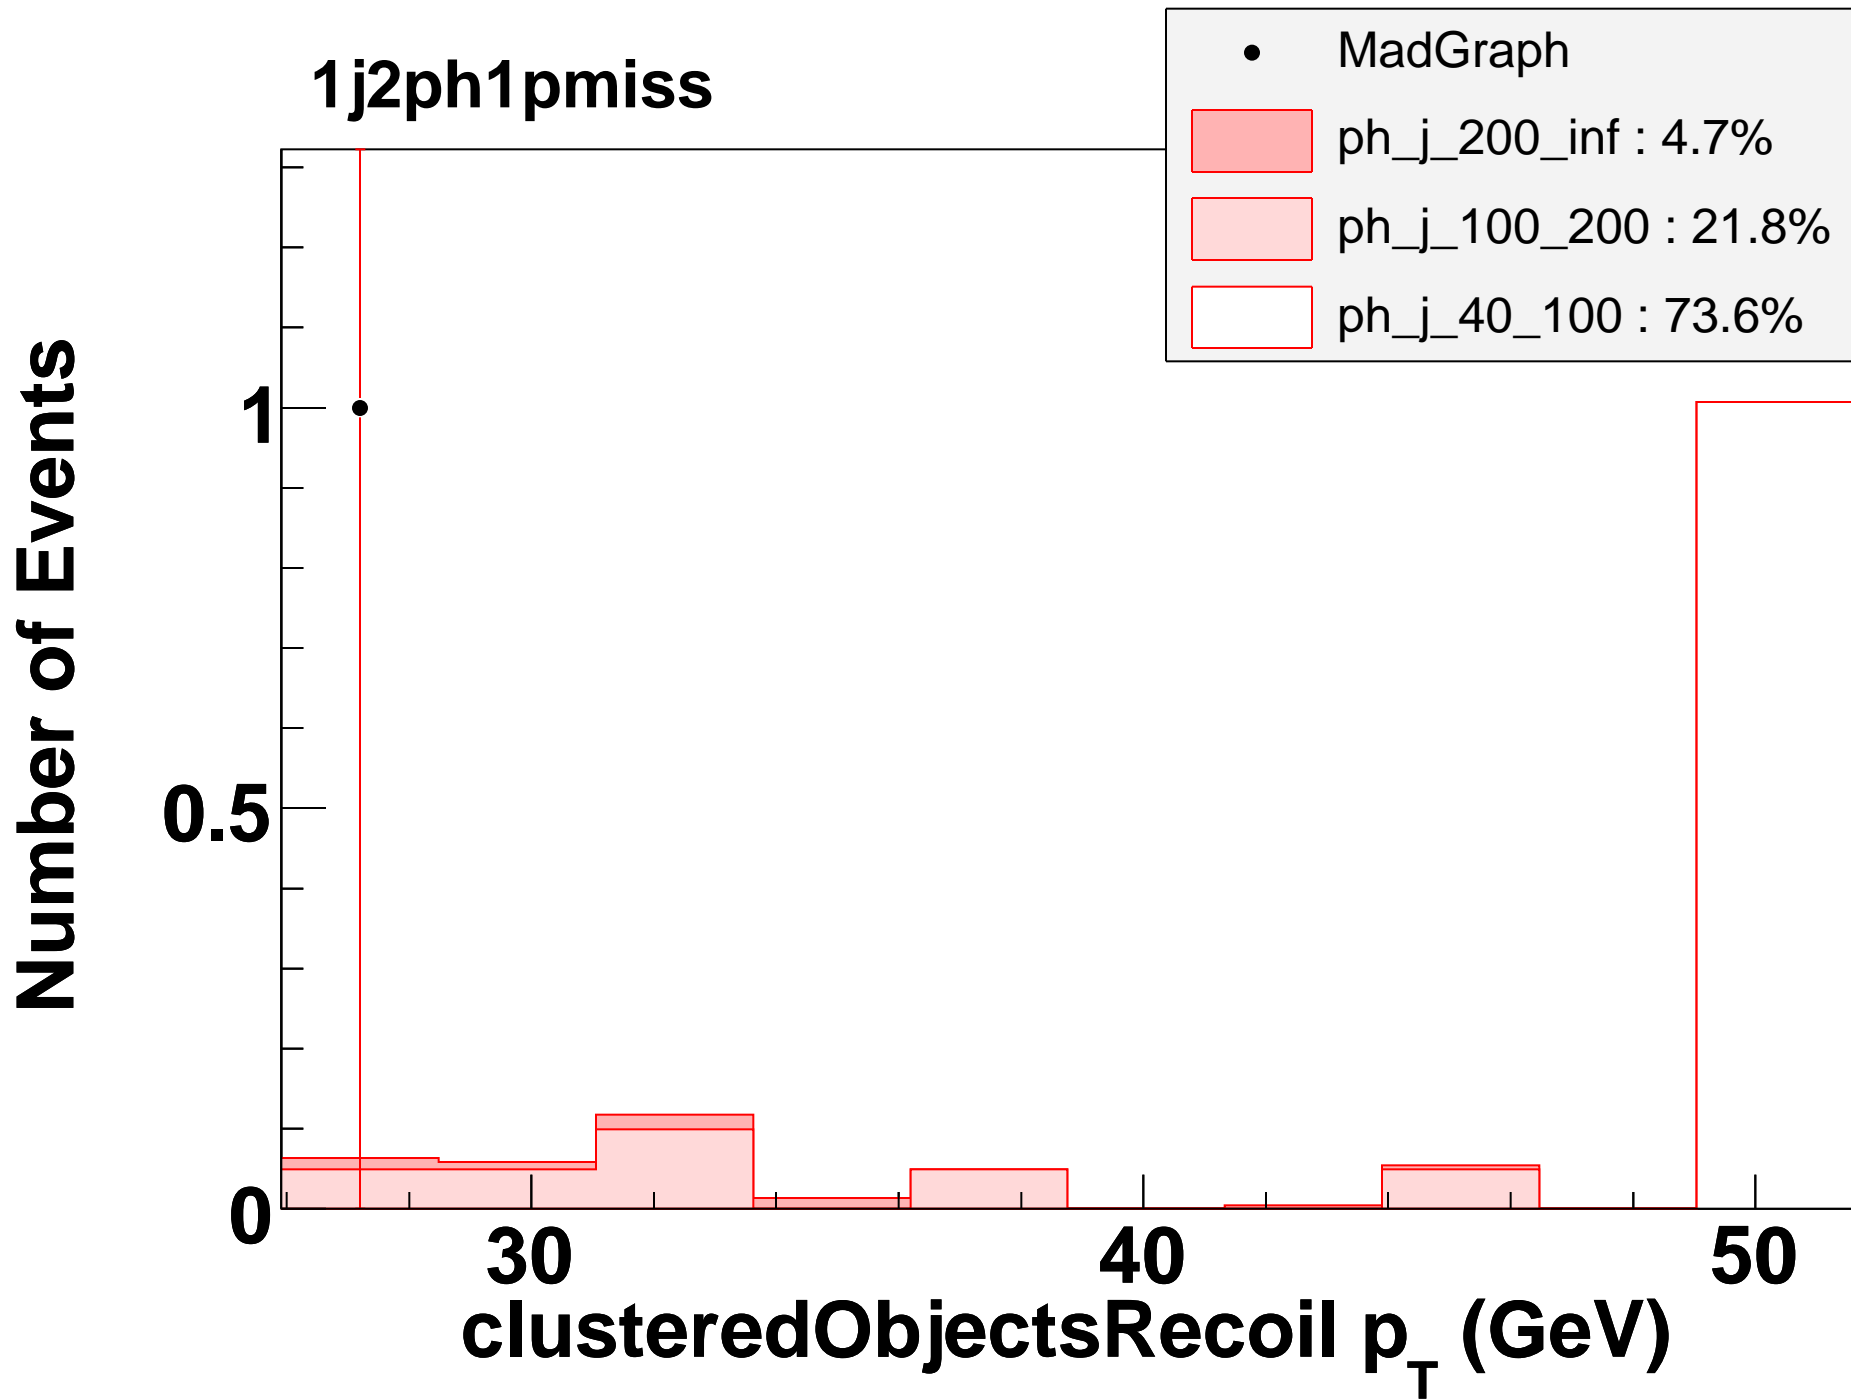 1j2ph1pmiss
MadGraph
ph_j_200_inf : 4.7%
ph_j_100_200 : 21.8%
ph_j_40_100 : 73.6%
Number of Events
1
0.5
0
30 40 50
clusteredObjectsRecoil p_T (GeV)